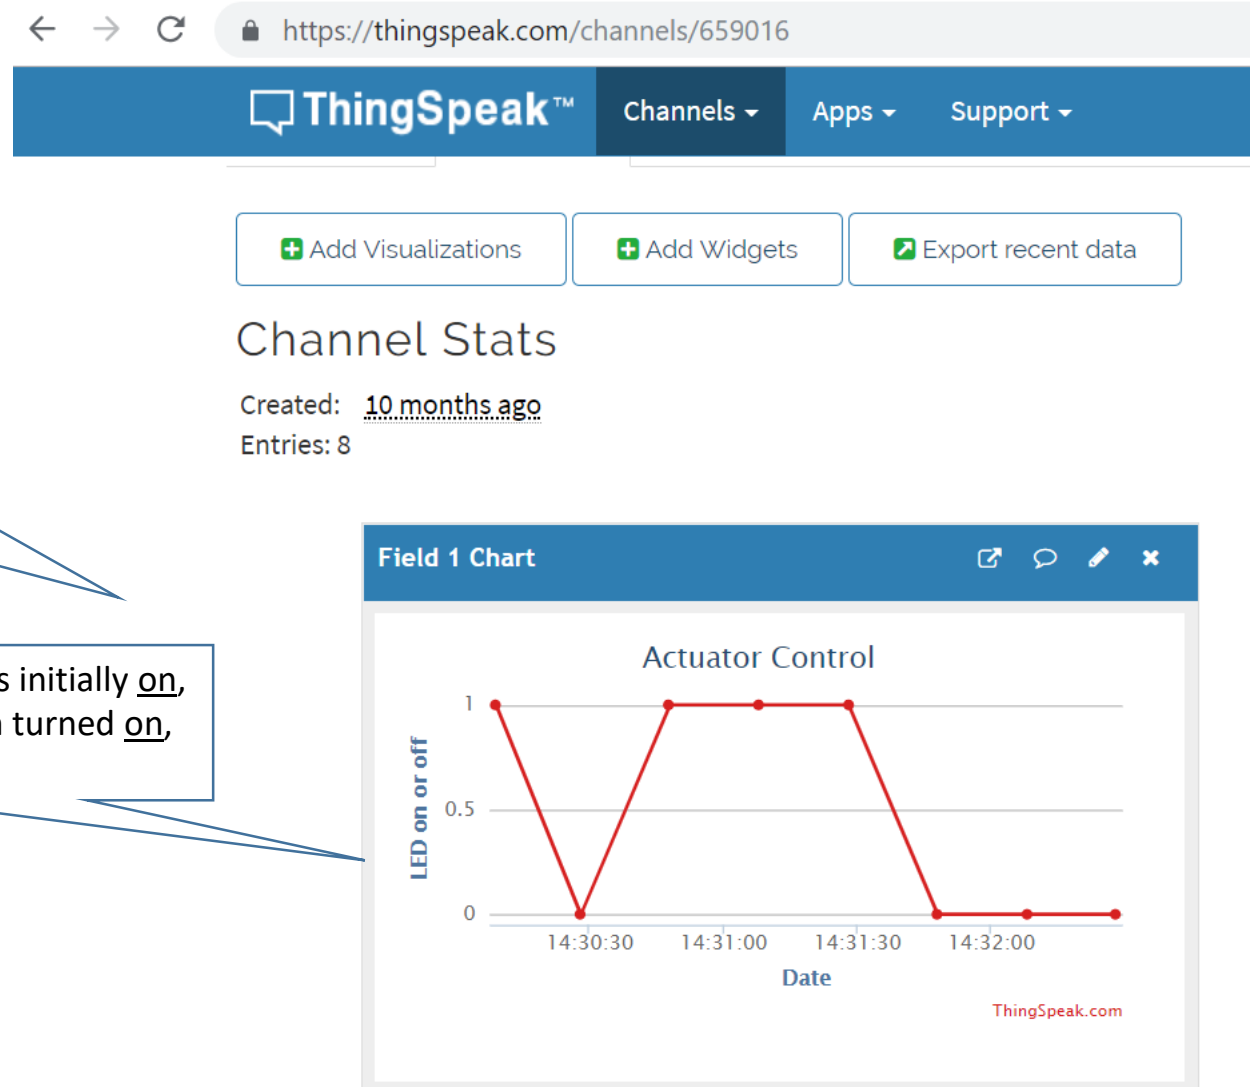 https://thingspeak.com/channels/659016
ThingSpeak™ Channels Apps Support
Add Visualizations Add Widgets Export recent data
Channel Stats
Created: 10 months ago
Entries: 8
s initially on,
turned on,
Field 1 Chart
Actuator Control
LED on or off
1
0.5
0
14:30:30 14:31:00 14:31:30 14:32:00
Date
ThingSpeak.com